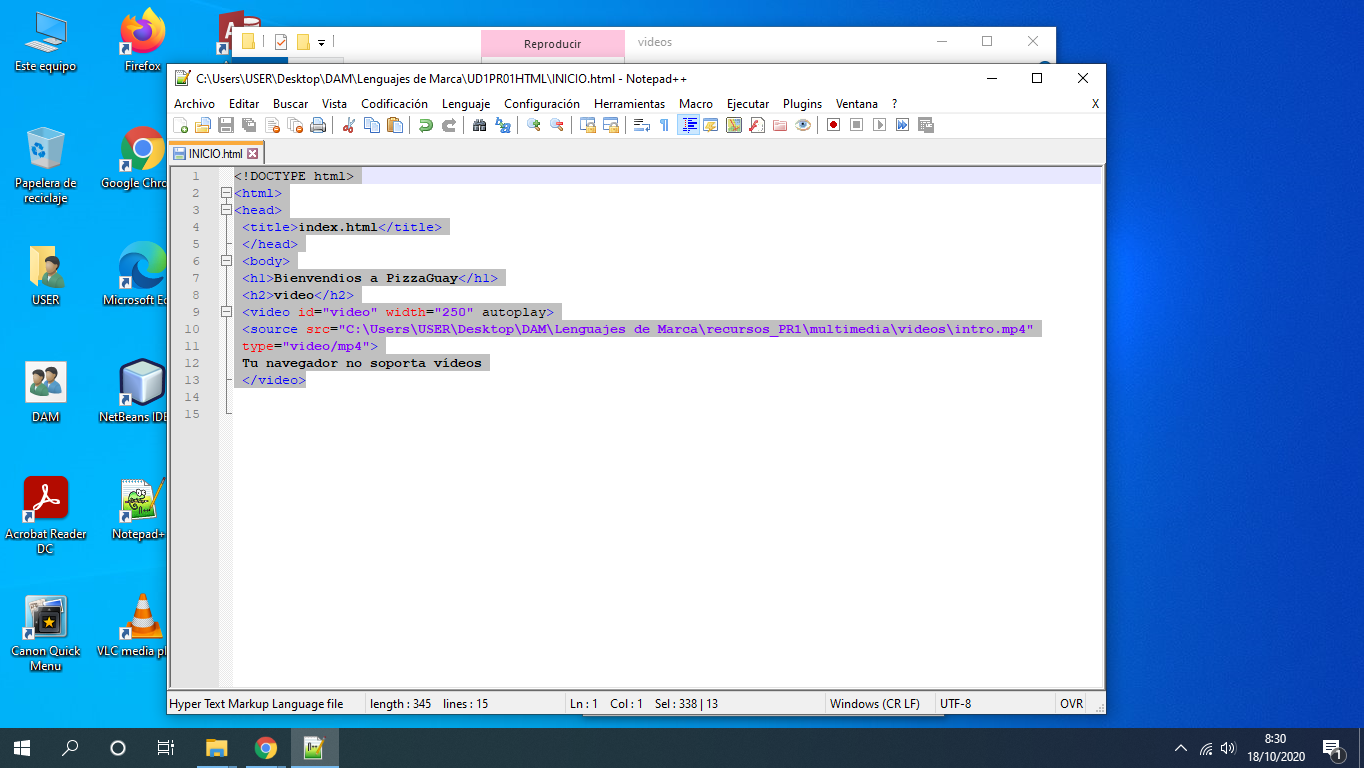 Este equipo
Firefox
Reproducir
videos
C:\Users\USER\Desktop\DAM\Lenguajes de Marca\UD1PR01HTML\INICIO.html - Notepad++
Archivo Editar Buscar Vista Codificación Lenguaje Configuración Herramientas Macro Ejecutar Plugins Ventana ? X
INICIO.html
1 <!DOCTYPE html>
2 <html>
3 <head>
4 <title>index.html</title>
5 </head>
6 <body>
7 <h1>Bienvendios a PizzaGuay</h1>
8 <h2>video</h2>
9 <video id="video" width="250" autoplay>
10 <source src="C:\Users\USER\Desktop\DAM\Lenguajes de Marca\recursos_PR1\multimedia\videos\intro.mp4"
11 type="video/mp4">
12 Tu navegador no soporta vídeos
13 </video>
14
15
Papelera de
reciclaje
Google Chro
USER
Microsoft Ed
DAM
NetBeans IDE
Acrobat Reader
DC
Notepad+
Canon Quick
Menu
VLC media pl
Hyper Text Markup Language file length : 345 lines : 15 Ln : 1 Col : 1 Sel : 338 | 13 Windows (CR LF) UTF-8 OVR
8:30
18/10/2020
1